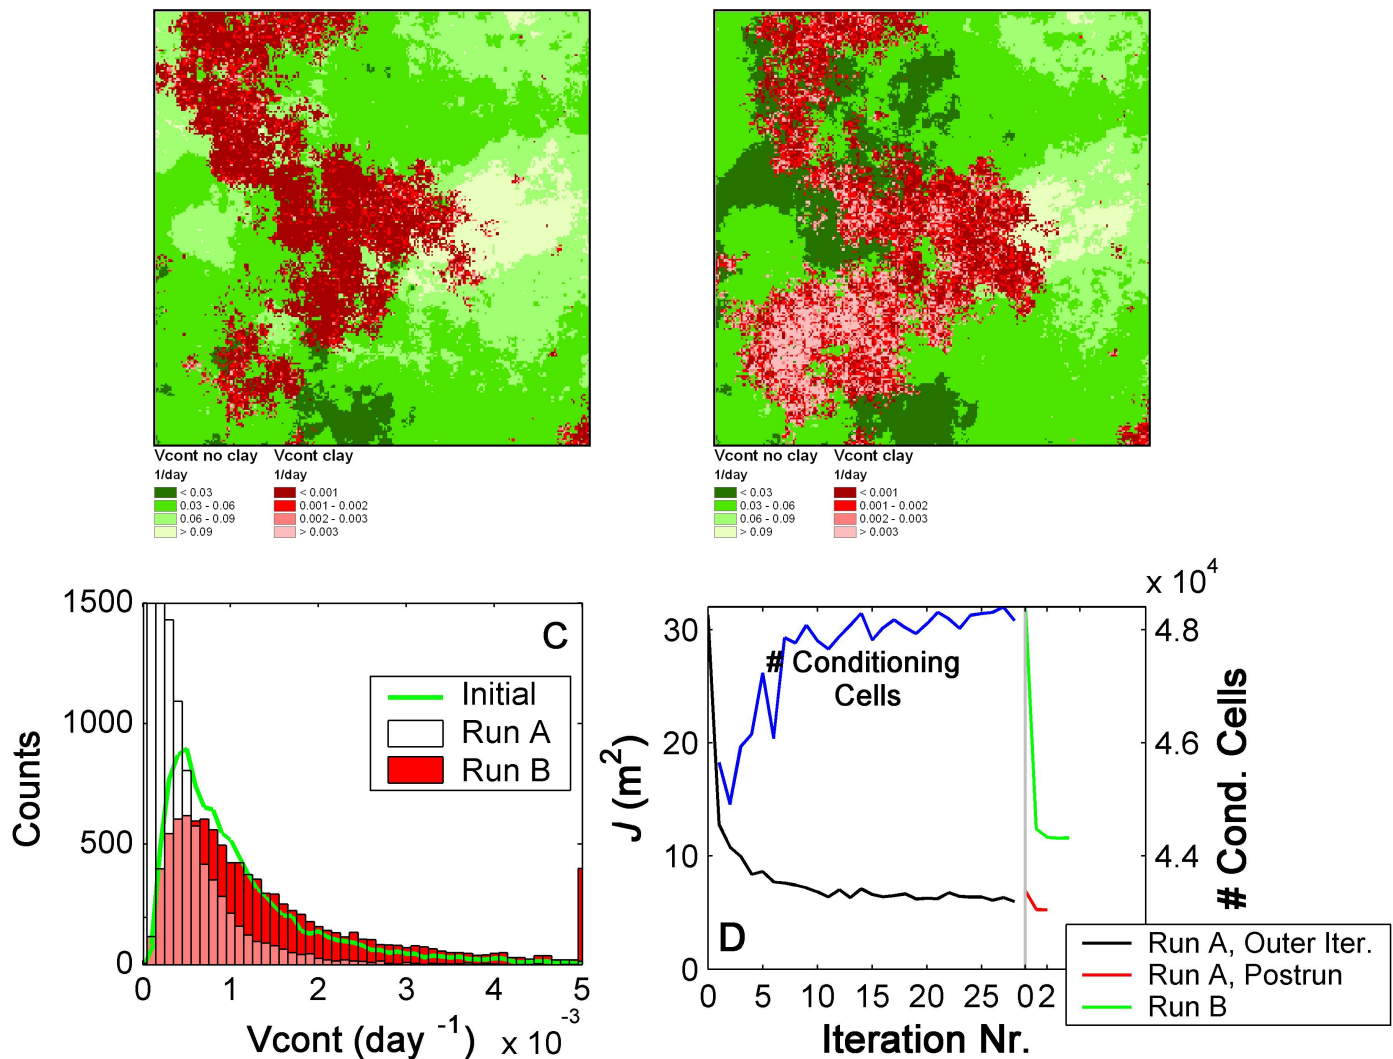 Vcont no clay Vcont clay
1/day 1/day
< 0.03 < 0.001
0.03 - 0.06 0.001 - 0.002
0.06 - 0.09 0.002 - 0.003
> 0.09 > 0.003
Vcont no clay Vcont clay
1/day 1/day
< 0.03 < 0.001
0.03 - 0.06 0.001 - 0.002
0.06 - 0.09 0.002 - 0.003
> 0.09 > 0.003
1500
1000
500
0
Counts
C
Initial
Run A
Run B
0 1 2 3 4 5
Vcont (day -1) x 10-3
x 10^4
30
20
10
0
J (m2)
# Conditioning
Cells
4.8
4.6
4.4
# Cond. Cells
D
0 5 10 15 20 25 0 2
Iteration Nr.
Run A, Outer Iter.
Run A, Postrun
Run B